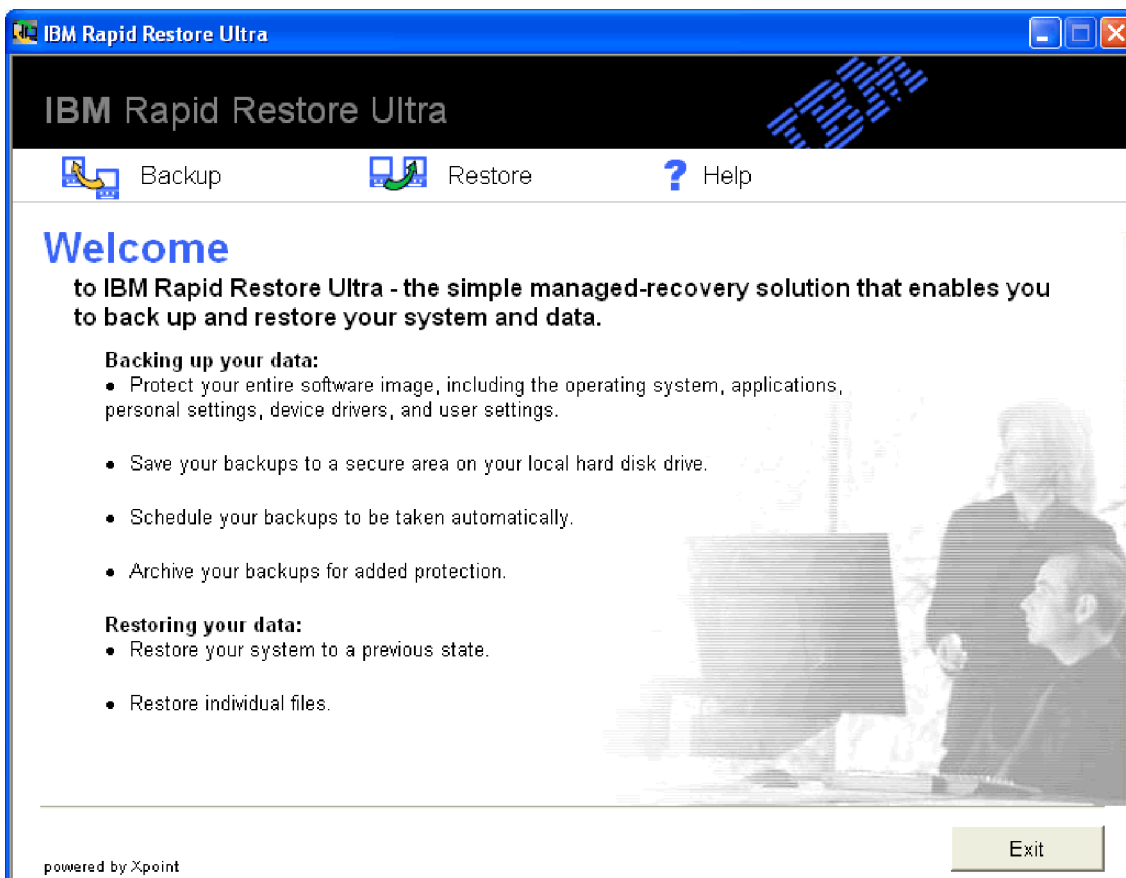 IBM Rapid Restore Ultra
IBM Rapid Restore Ultra
IBM
Backup
Restore
? Help
Welcome
to IBM Rapid Restore Ultra - the simple managed-recovery solution that enables you
to back up and restore your system and data.
Backing up your data:
• Protect your entire software image, including the operating system, applications,
personal settings, device drivers, and user settings.
• Save your backups to a secure area on your local hard disk drive.
• Schedule your backups to be taken automatically.
• Archive your backups for added protection.
Restoring your data:
• Restore your system to a previous state.
• Restore individual files.
Exit
powered by Xpoint